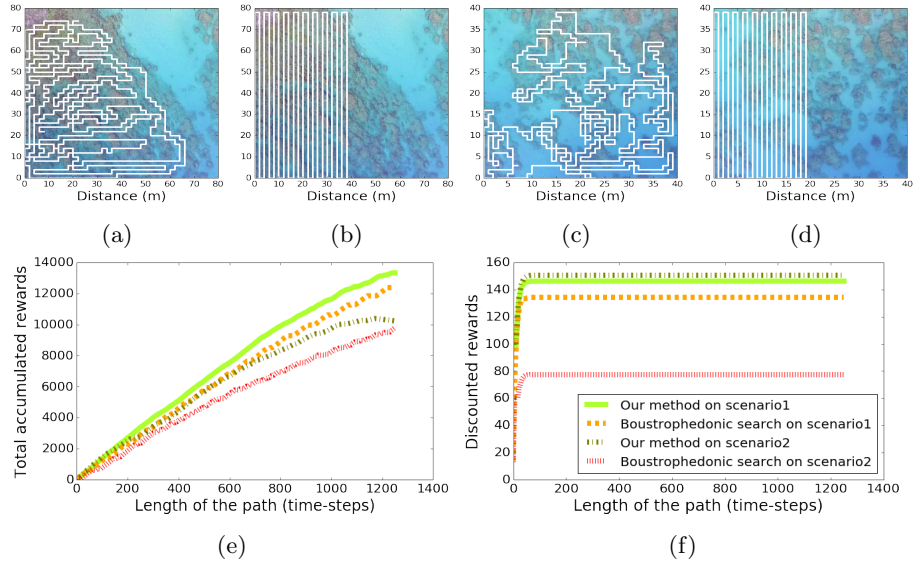 80
70
60
50
40
30
20
10
0
0 10 20 30 40 50 60 70 80
Distance (m)
(a)
80
70
60
50
40
30
20
10
0
0 10 20 30 40 50 60 70 80
Distance (m)
(b)
40
35
30
25
20
15
10
5
0
0 5 10 15 20 25 30 35 40
Distance (m)
(c)
40
35
30
25
20
15
10
5
0
0 5 10 15 20 25 30 35 40
Distance (m)
(d)
Total accumulated rewards
14000
12000
10000
8000
6000
4000
2000
0
0 200 400 600 800 1000 1200 1400
Length of the path (time-steps)
(e)
Discounted rewards
160
140
120
100
80
60
40
20
0
Our method on scenario1
Boustrophedonic search on scenario1
Our method on scenario2
Boustrophedonic search on scenario2
0 200 400 600 800 1000 1200 1400
Length of the path (time-steps)
(f)